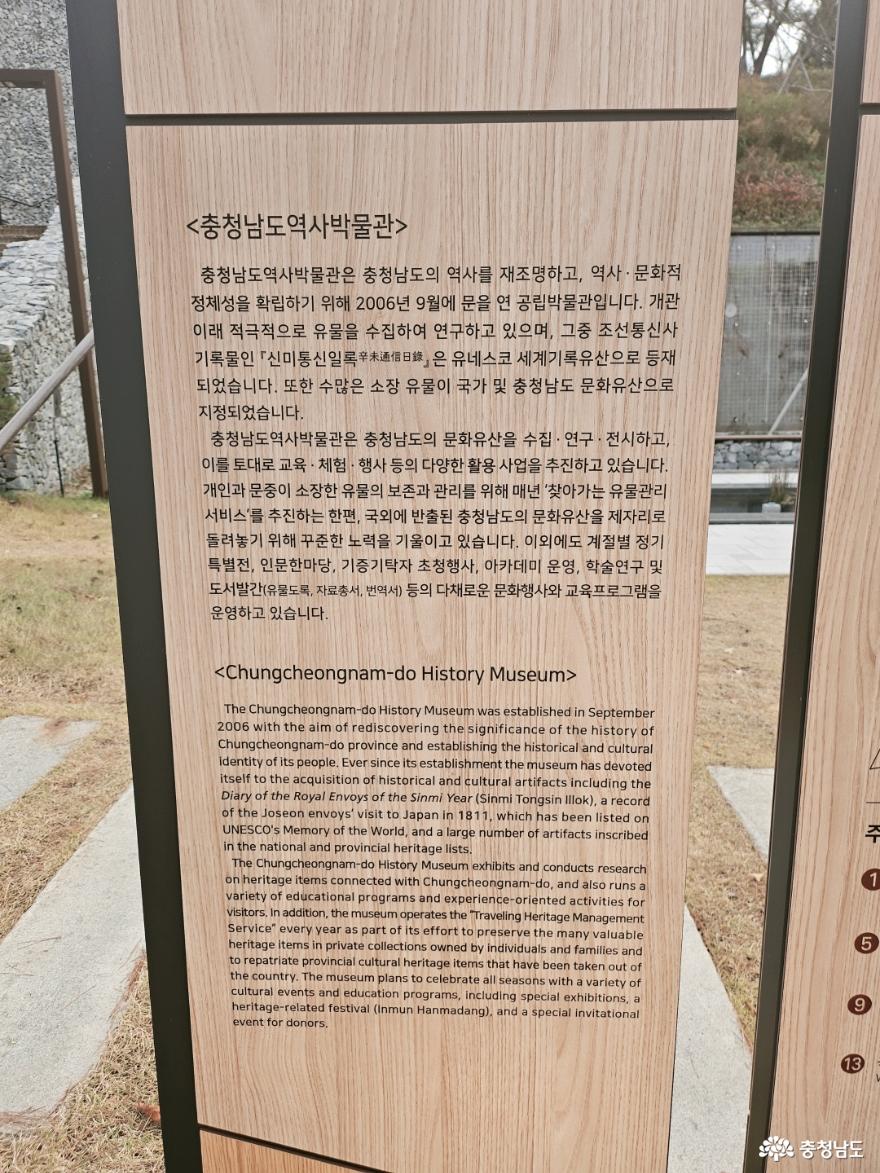 <충청남도역사박물관>
충청남도역사박물관은 충청남도의 역사를 재조명하고, 역사·문화적
정체성을 확립하기 위해 2006년 9월에 문을 연 공립박물관입니다. 개관
이래 적극적으로 유물을 수집하여 연구하고 있으며, 그중 조선통신사
기록물인 『신미통신일록辛未通信日錄』은 유네스코 세계기록유산으로 등재
되었습니다. 또한 수많은 소장 유물이 국가 및 충청남도 문화유산으로
지정되었습니다.
충청남도역사박물관은 충청남도의 문화유산을 수집·연구·전시하고,
이를 토대로 교육·체험·행사 등의 다양한 활용 사업을 추진하고 있습니다.
개인과 문중이 소장한 유물의 보존과 관리를 위해 매년 '찾아가는 유물관리
서비스'를 추진하는 한편, 국외에 반출된 충청남도의 문화유산을 제자리로
돌려놓기 위해 꾸준한 노력을 기울이고 있습니다. 이외에도 계절별 정기
특별전, 인문한마당, 기증기탁자 초청행사, 아카데미 운영, 학술연구 및
도서발간(유물도록, 자료총서, 번역서) 등의 다채로운 문화행사와 교육프로그램을
운영하고 있습니다.
<Chungcheongnam-do History Museum>
The Chungcheongnam-do History Museum was established in September
2006 with the aim of rediscovering the significance of the history of
Chungcheongnam-do province and establishing the historical and cultural
identity of its people. Ever since its establishment the museum has devoted
itself to the acquisition of historical and cultural artifacts including the
Diary of the Royal Envoys of the Sinmi Year (Sinmi Tongsin Illok), a record
of the Joseon envoys' visit to Japan in 1811, which has been listed on
UNESCO's Memory of the World, and a large number of artifacts inscribed
in the national and provincial heritage lists.
The Chungcheongnam-do History Museum exhibits and conducts research
on heritage items connected with Chungcheongnam-do, and also runs a
variety of educational programs and experience-oriented activities for
visitors. In addition, the museum operates the "Traveling Heritage Management
Service" every year as part of its effort to preserve the many valuable
heritage items in private collections owned by individuals and families and
to repatriate provincial cultural heritage items that have been taken out of
the country. The museum plans to celebrate all seasons with a variety of
cultural events and education programs, including special exhibitions, a
heritage-related festival (Inmun Hanmadang), and a special invitational
event for donors.
주
1
5
9
13
충청남도